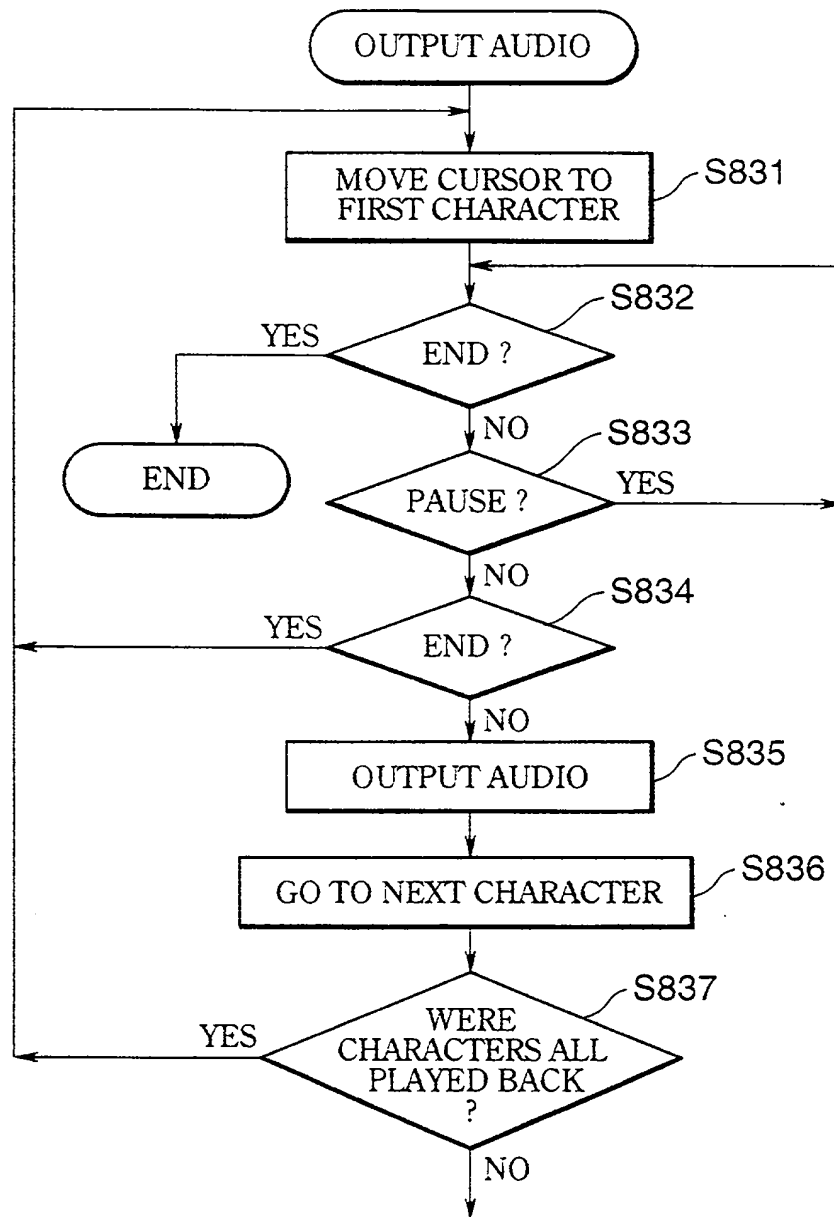 OUTPUT AUDIO
MOVE CURSOR TO
FIRST CHARACTER
S831
S832
YES
END ?
NO
S833
END
PAUSE ?
YES
NO
S834
YES
END ?
NO
OUTPUT AUDIO
S835
GO TO NEXT CHARACTER
S836
S837
YES
WERE
CHARACTERS ALL
PLAYED BACK
?
NO